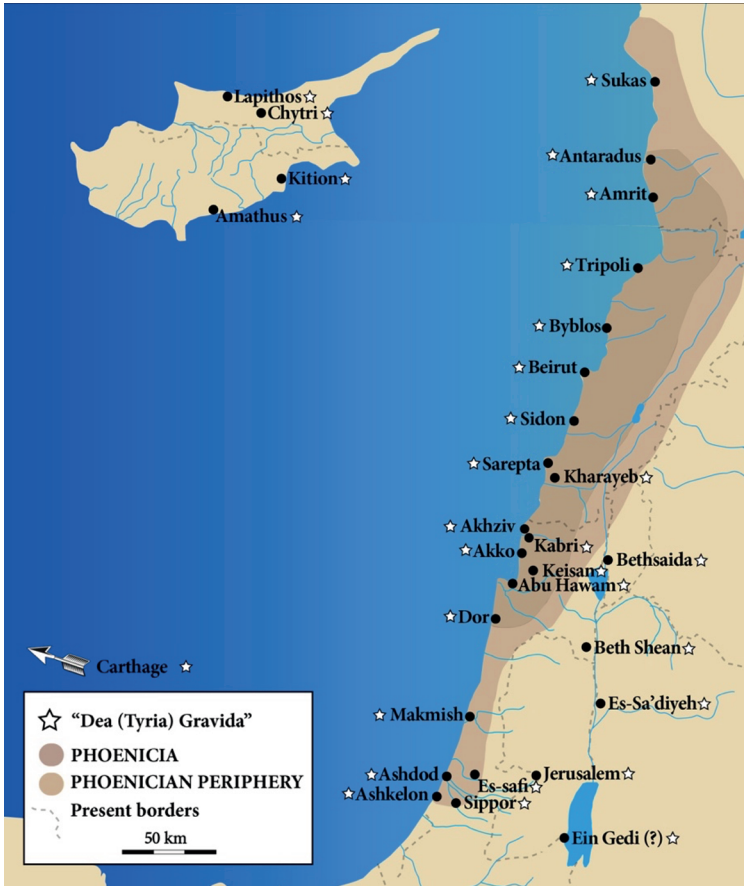 Lapithos
Chytri
Kition
Amathus
Sukas
Antaradus
Amrit
Tripoli
Byblos
Beirut
Sidon
Sarepta
Kharayeb
Akhziv
Kabri
Akko
Bethsaida
Keisan
Abu Hawam
Dor
Beth Shean
Carthage
Es-Sa'diyeh
Makmish
Ashdod
Es-safi
Jerusalem
Ashkelon
Sippor
Ein Gedi (?)
“Dea (Tyria) Gravida”
PHOENICIA
PHOENICIAN PERIPHERY
Present borders
50 km